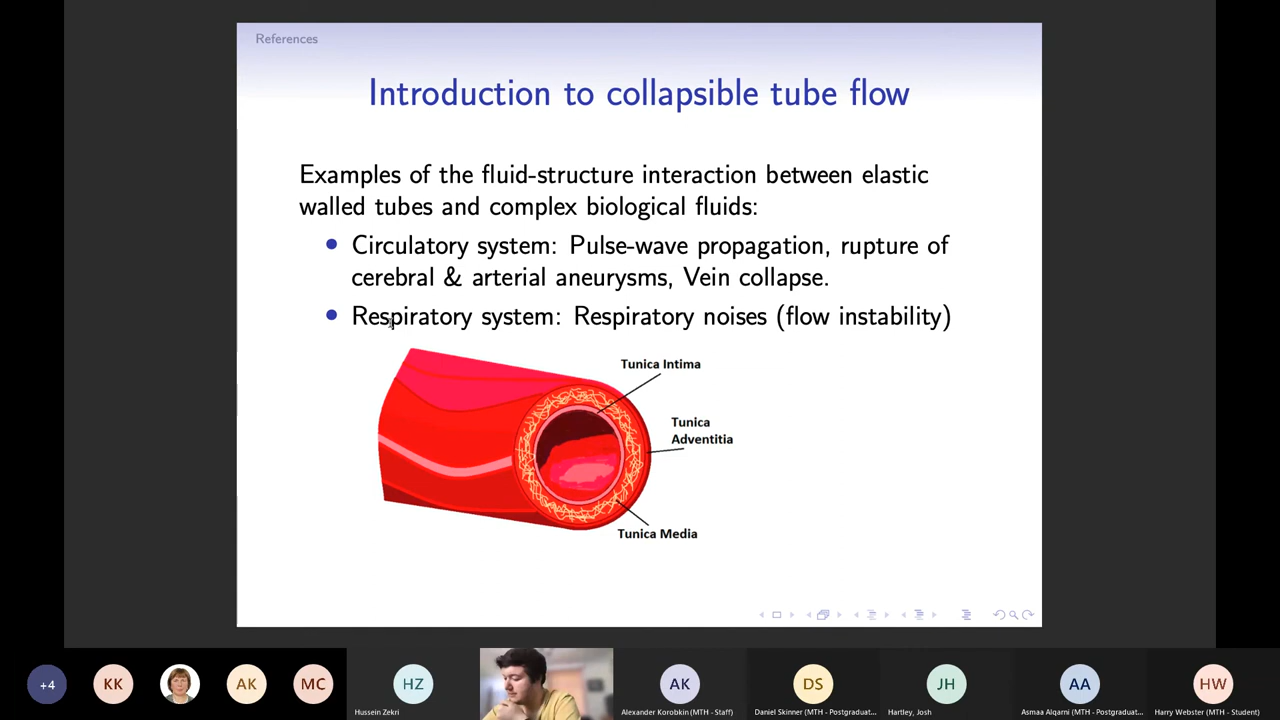 References
Introduction to collapsible tube flow
Examples of the fluid-structure interaction between elastic
walled tubes and complex biological fluids:
Circulatory system: Pulse-wave propagation, rupture of
cerebral & arterial aneurysms, Vein collapse.
Respiratory system: Respiratory noises (flow instability)
Tunica Intima
Tunica
Adventitia
Tunica Media
+4
KK
AK
MC
HZ
Hussein Zekri
AK
Alexander Korobkin (MTH - Staff)
DS
Daniel Skinner (MTH - Postgraduat...
JH
Hartley, Josh
AA
Asmaa Alqarni (MTH - Postgraduat...
HW
Harry Webster (MTH - Student)